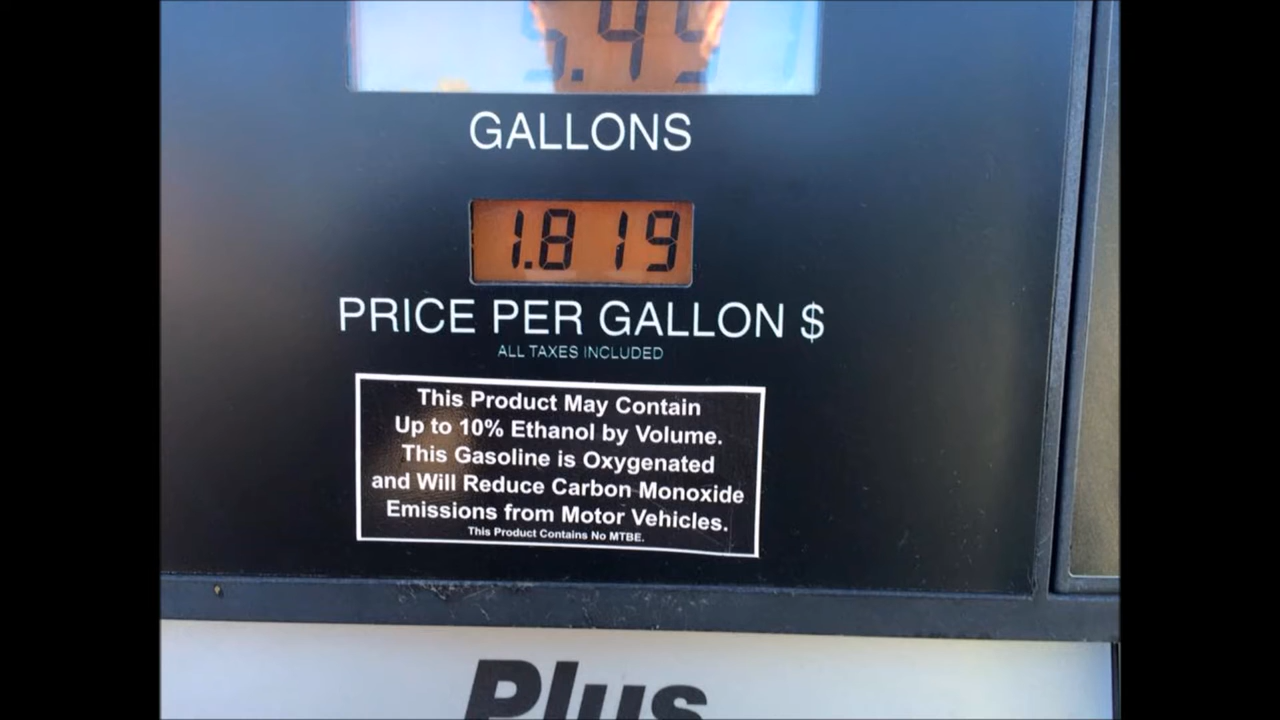 GALLONS
1.819
PRICE PER GALLON $
ALL TAXES INCLUDED
This Product May Contain
Up to 10% Ethanol by Volume.
This Gasoline is Oxygenated
and Will Reduce Carbon Monoxide
Emissions from Motor Vehicles.
This Product Contains No MTBE.
Plus